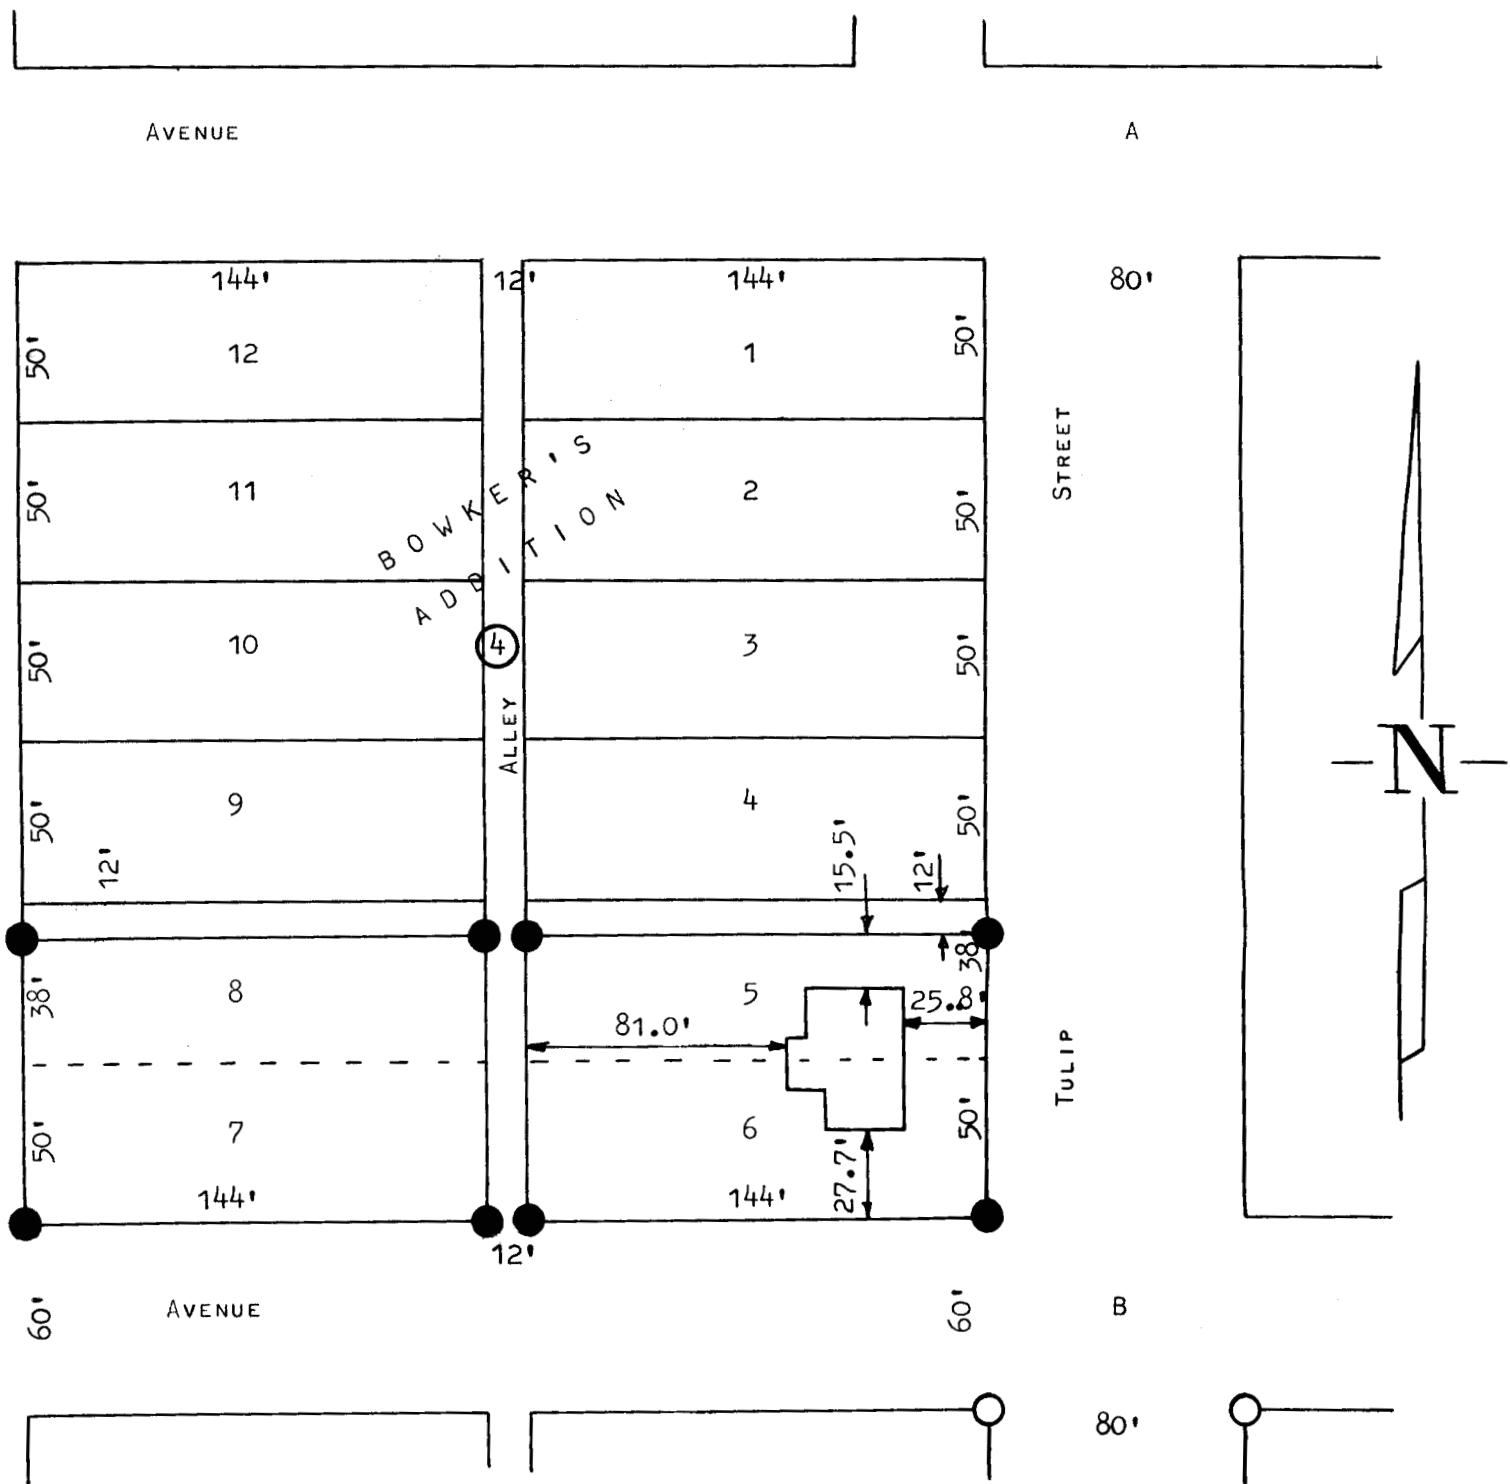 AVENUE A
144' 12' 144' 80'
50' 12 1 50'
STREET
BOWKER'S
ADDITION
50' 11 2 50'
50' 10 4 3 50'
ALLEY
N
50' 9 4 50'
12' 15.5' 12'
38' 8 5 38'
25.8'
81.0'
TULIP
50' 7 6 50'
27.7'
144' 144'
12'
60' AVENUE 60' B
80'